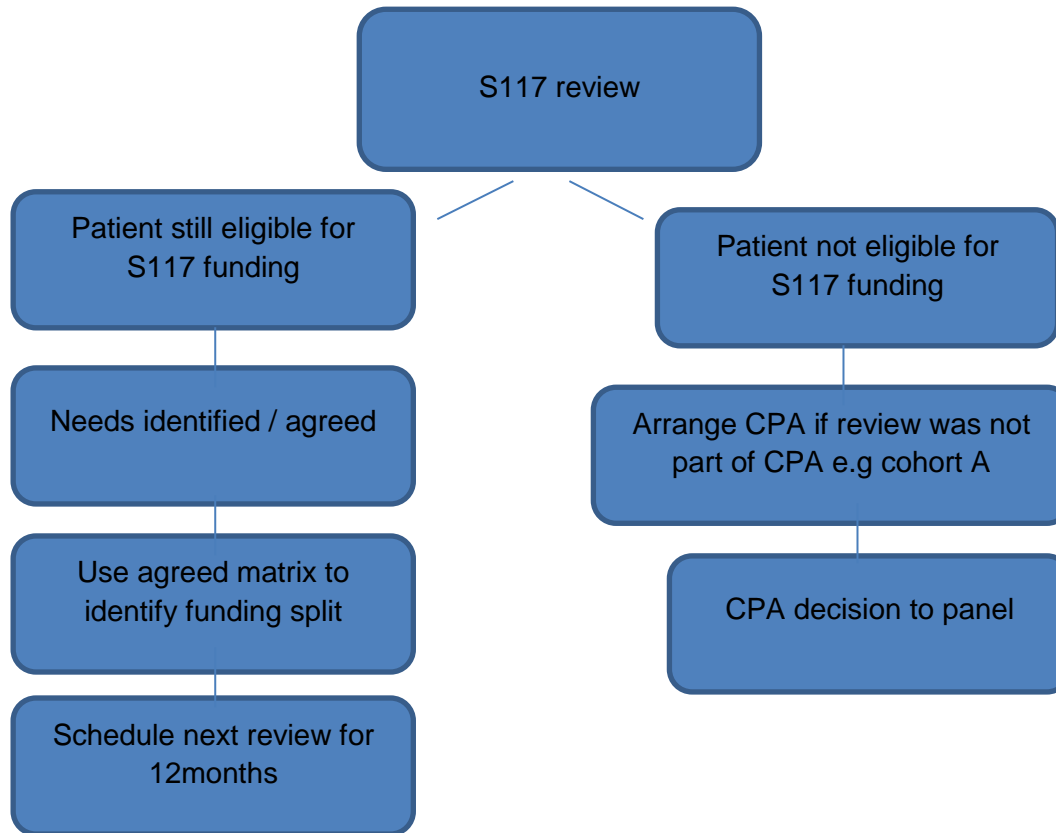 S117 review
Patient still eligible for
S117 funding
Needs identified / agreed
Use agreed matrix to
identify funding split
Schedule next review for
12months
Patient not eligible for
S117 funding
Arrange CPA if review was not
part of CPA e.g cohort A
CPA decision to panel